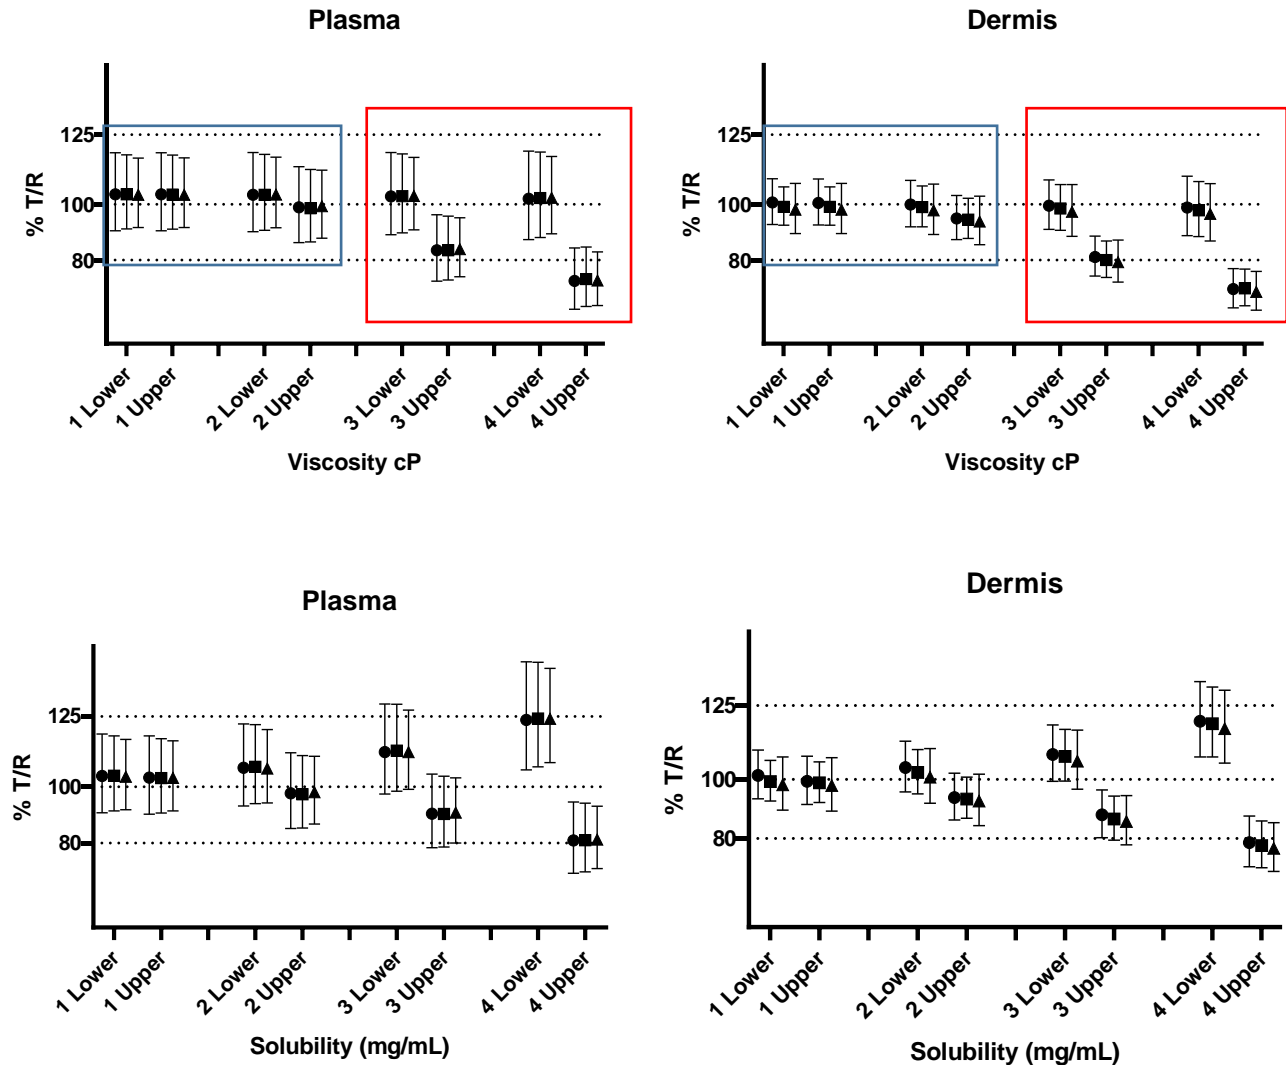 Plasma
% T/R
125
100
80
1 Lower
1 Upper
2 Lower
2 Upper
3 Lower
3 Upper
4 Lower
4 Upper
Viscosity cP
Dermis
% T/R
125
100
80
1 Lower
1 Upper
2 Lower
2 Upper
3 Lower
3 Upper
4 Lower
4 Upper
Viscosity cP
Plasma
% T/R
125
100
80
1 Lower
1 Upper
2 Lower
2 Upper
3 Lower
3 Upper
4 Lower
4 Upper
Solubility (mg/mL)
Dermis
% T/R
125
100
80
1 Lower
1 Upper
2 Lower
2 Upper
3 Lower
3 Upper
4 Lower
4 Upper
Solubility (mg/mL)